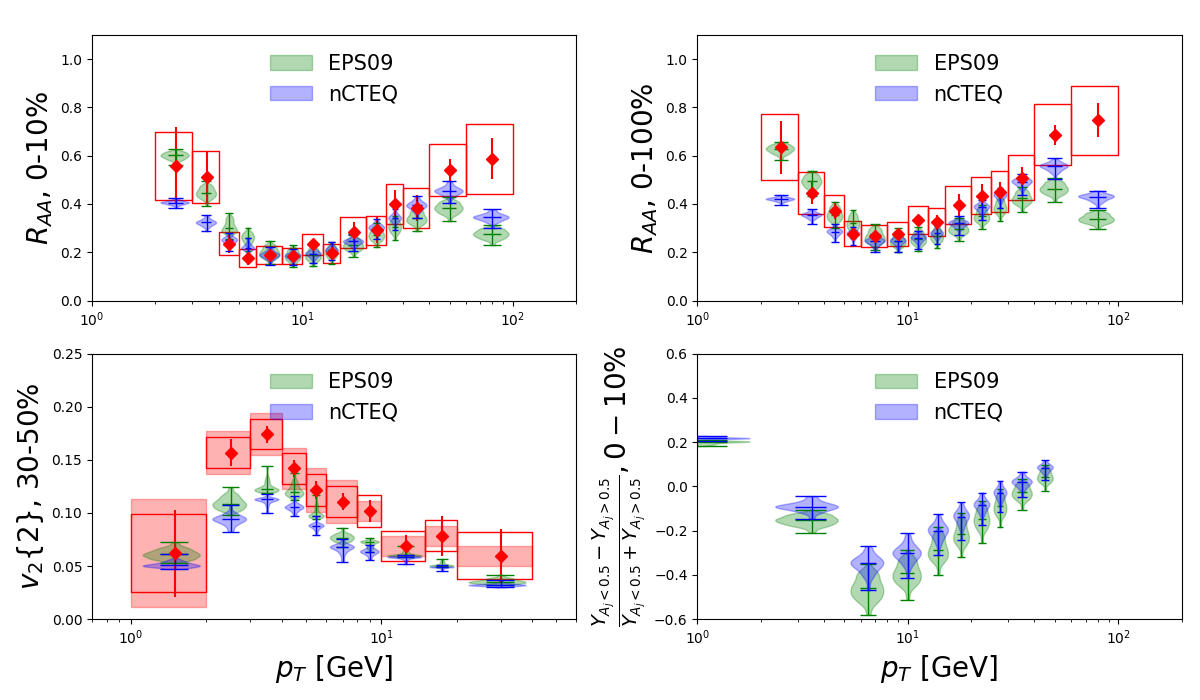 R_{AA}, 0-10%
1.0
0.8
0.6
0.4
0.2
0.0
EPS09
nCTEQ
10^0
10^1
10^2
R_{AA}, 0-100%
1.0
0.8
0.6
0.4
0.2
0.0
EPS09
nCTEQ
10^0
10^1
10^2
v_2{2}, 30-50%
0.25
0.20
0.15
0.10
0.05
0.00
EPS09
nCTEQ
10^0
10^1
p_T [GeV]
\frac{Y_{A_j<0.5} - Y_{A_j>0.5}}{Y_{A_j<0.5} + Y_{A_j>0.5}}, 0 − 10%
0.6
0.4
0.2
0.0
−0.2
−0.4
−0.6
EPS09
nCTEQ
10^0
10^1
10^2
p_T [GeV]